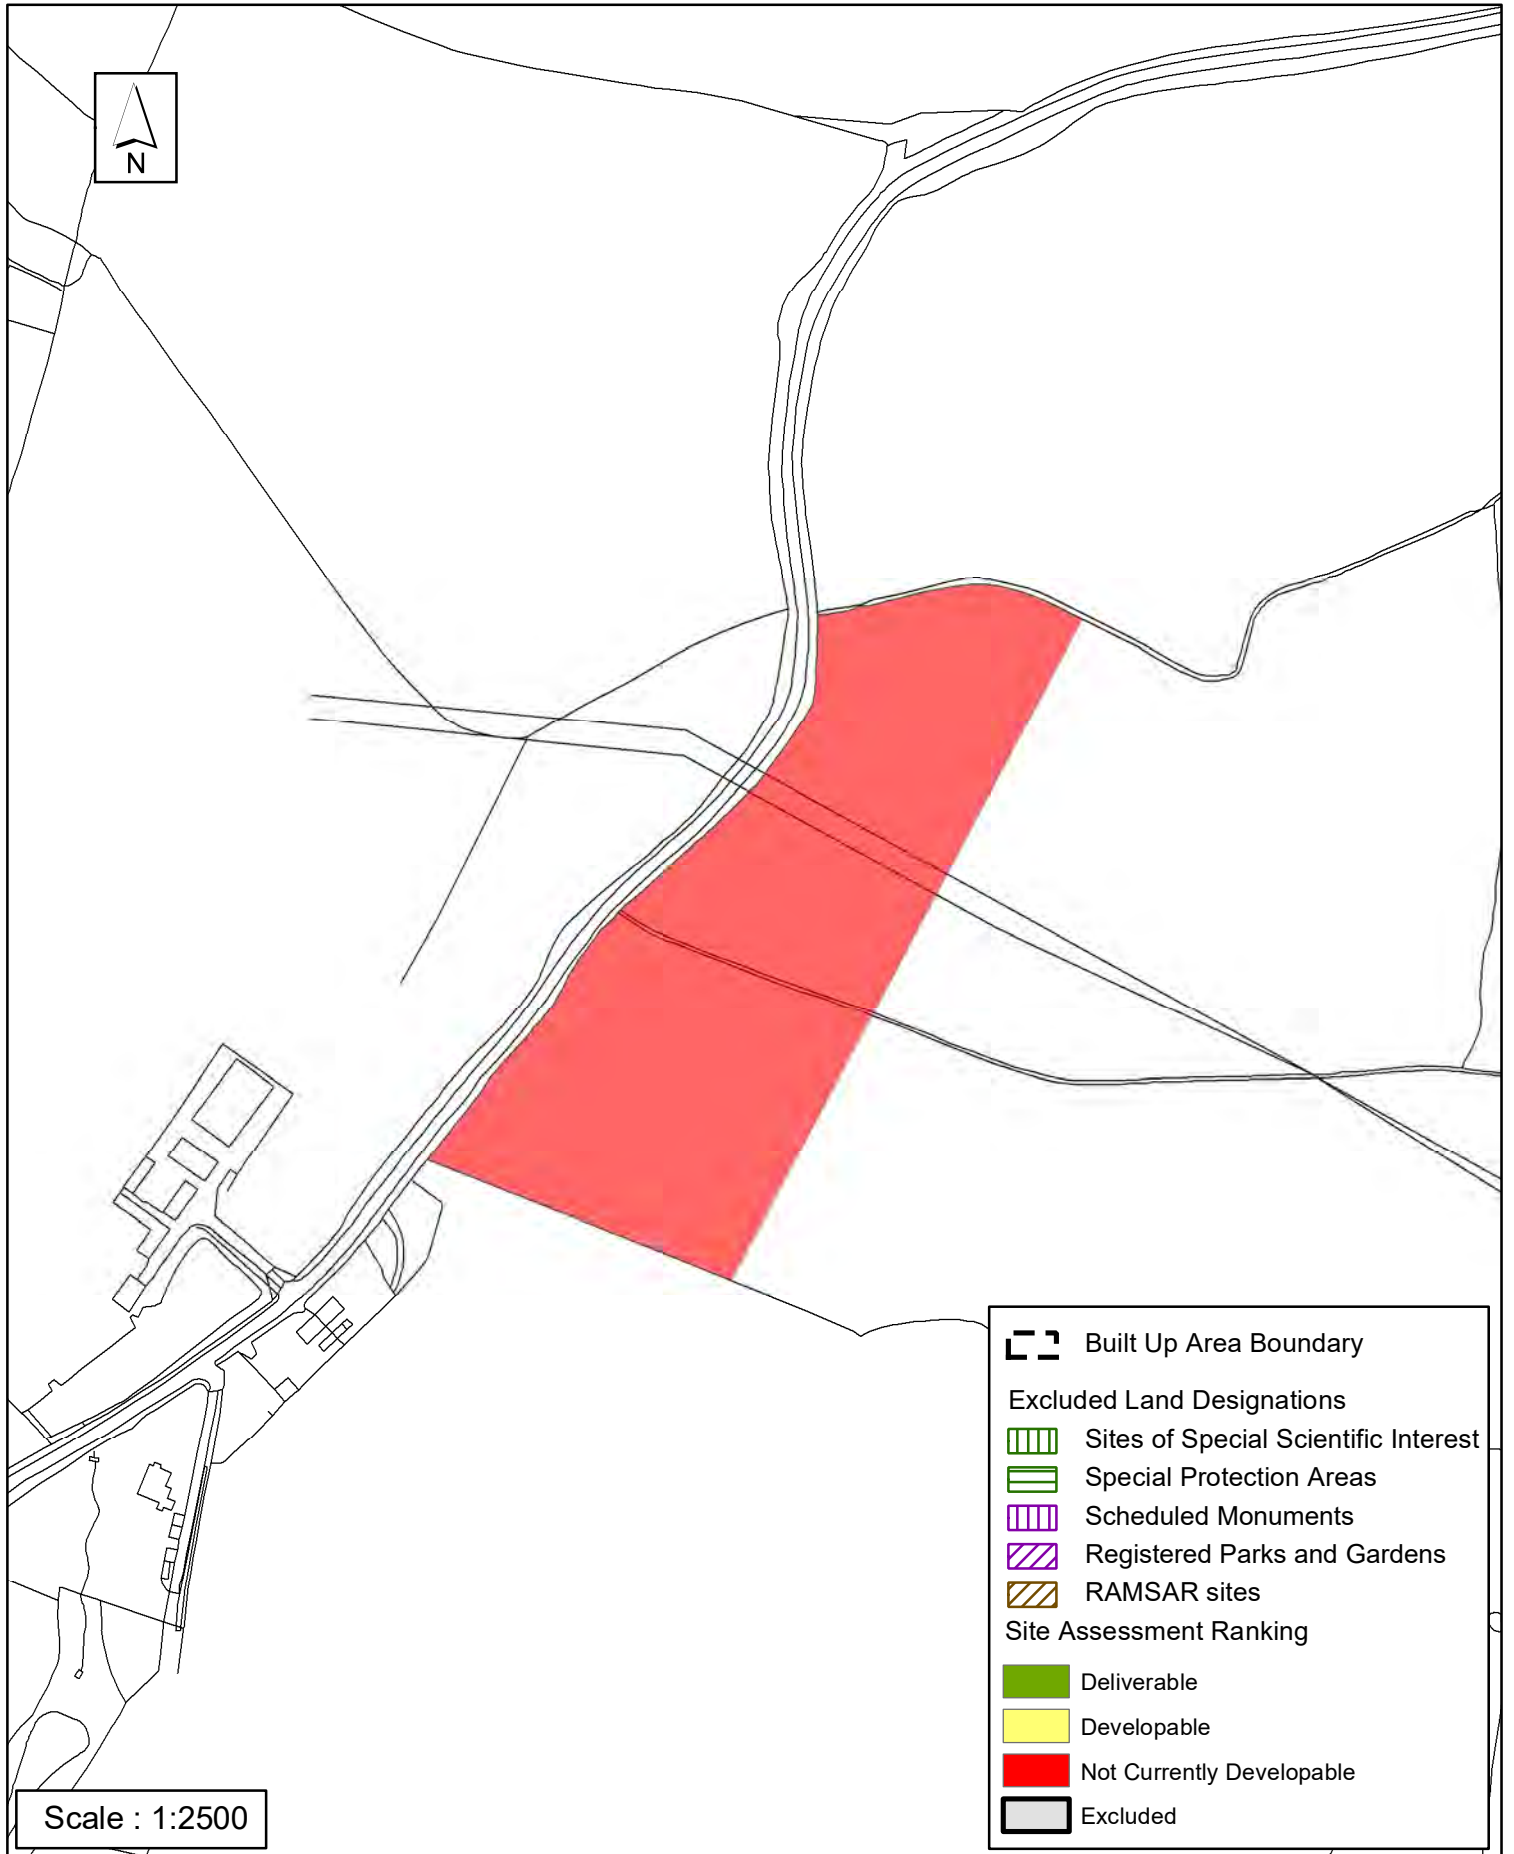 N
Built Up Area Boundary
Excluded Land Designations
Sites of Special Scientific Interest
Special Protection Areas
Scheduled Monuments
Registered Parks and Gardens
RAMSAR sites
Site Assessment Ranking
Deliverable
Developable
Not Currently Developable
Excluded
Scale : 1:2500